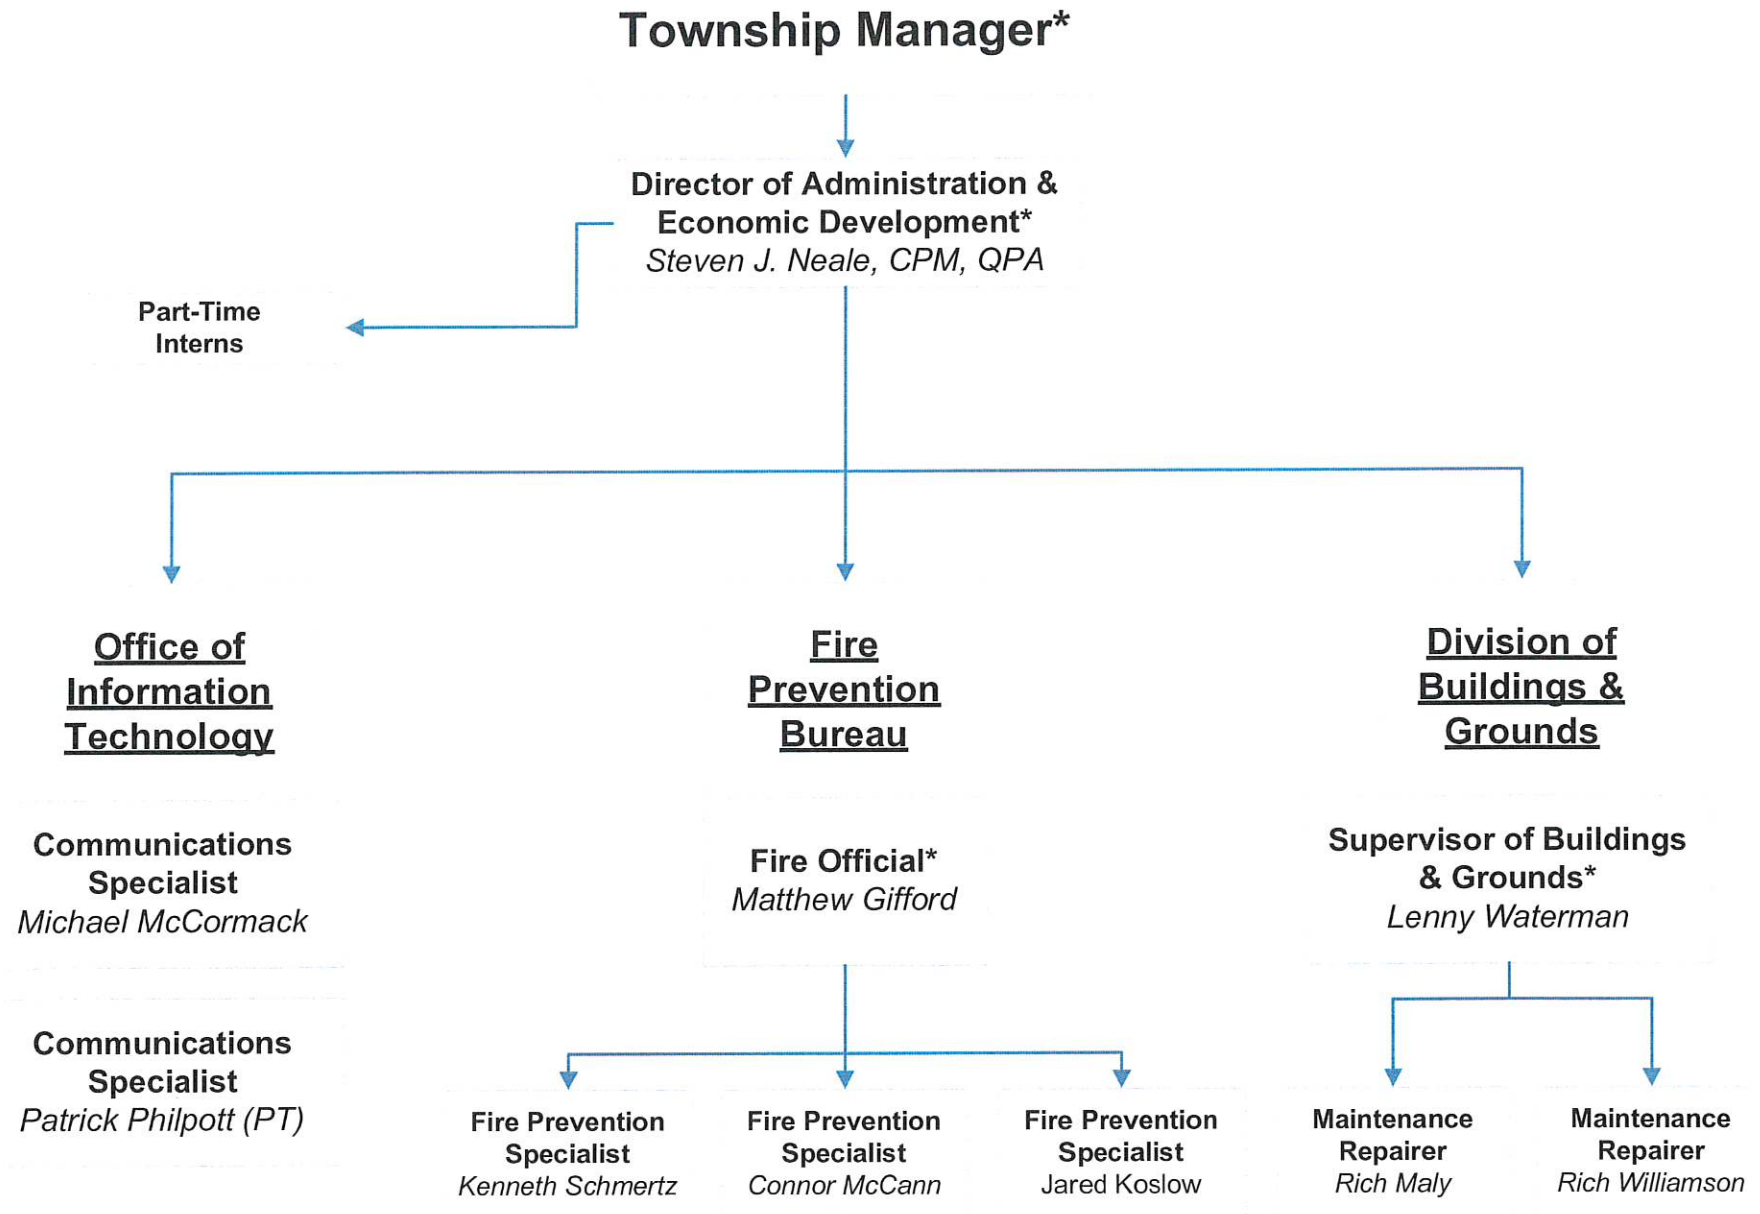 Township Manager*
Director of Administration &
Economic Development*
Steven J. Neale, CPM, QPA
Part-Time
Interns
Office of
Information
Technology
Communications
Specialist
Michael McCormack
Communications
Specialist
Patrick Philpott (PT)
Fire
Prevention
Bureau
Fire Official*
Matthew Gifford
Fire Prevention
Specialist
Kenneth Schmertz
Fire Prevention
Specialist
Connor McCann
Fire Prevention
Specialist
Jared Koslow
Division of
Buildings &
Grounds
Supervisor of Buildings
& Grounds*
Lenny Waterman
Maintenance
Repairer
Rich Maly
Maintenance
Repairer
Rich Williamson